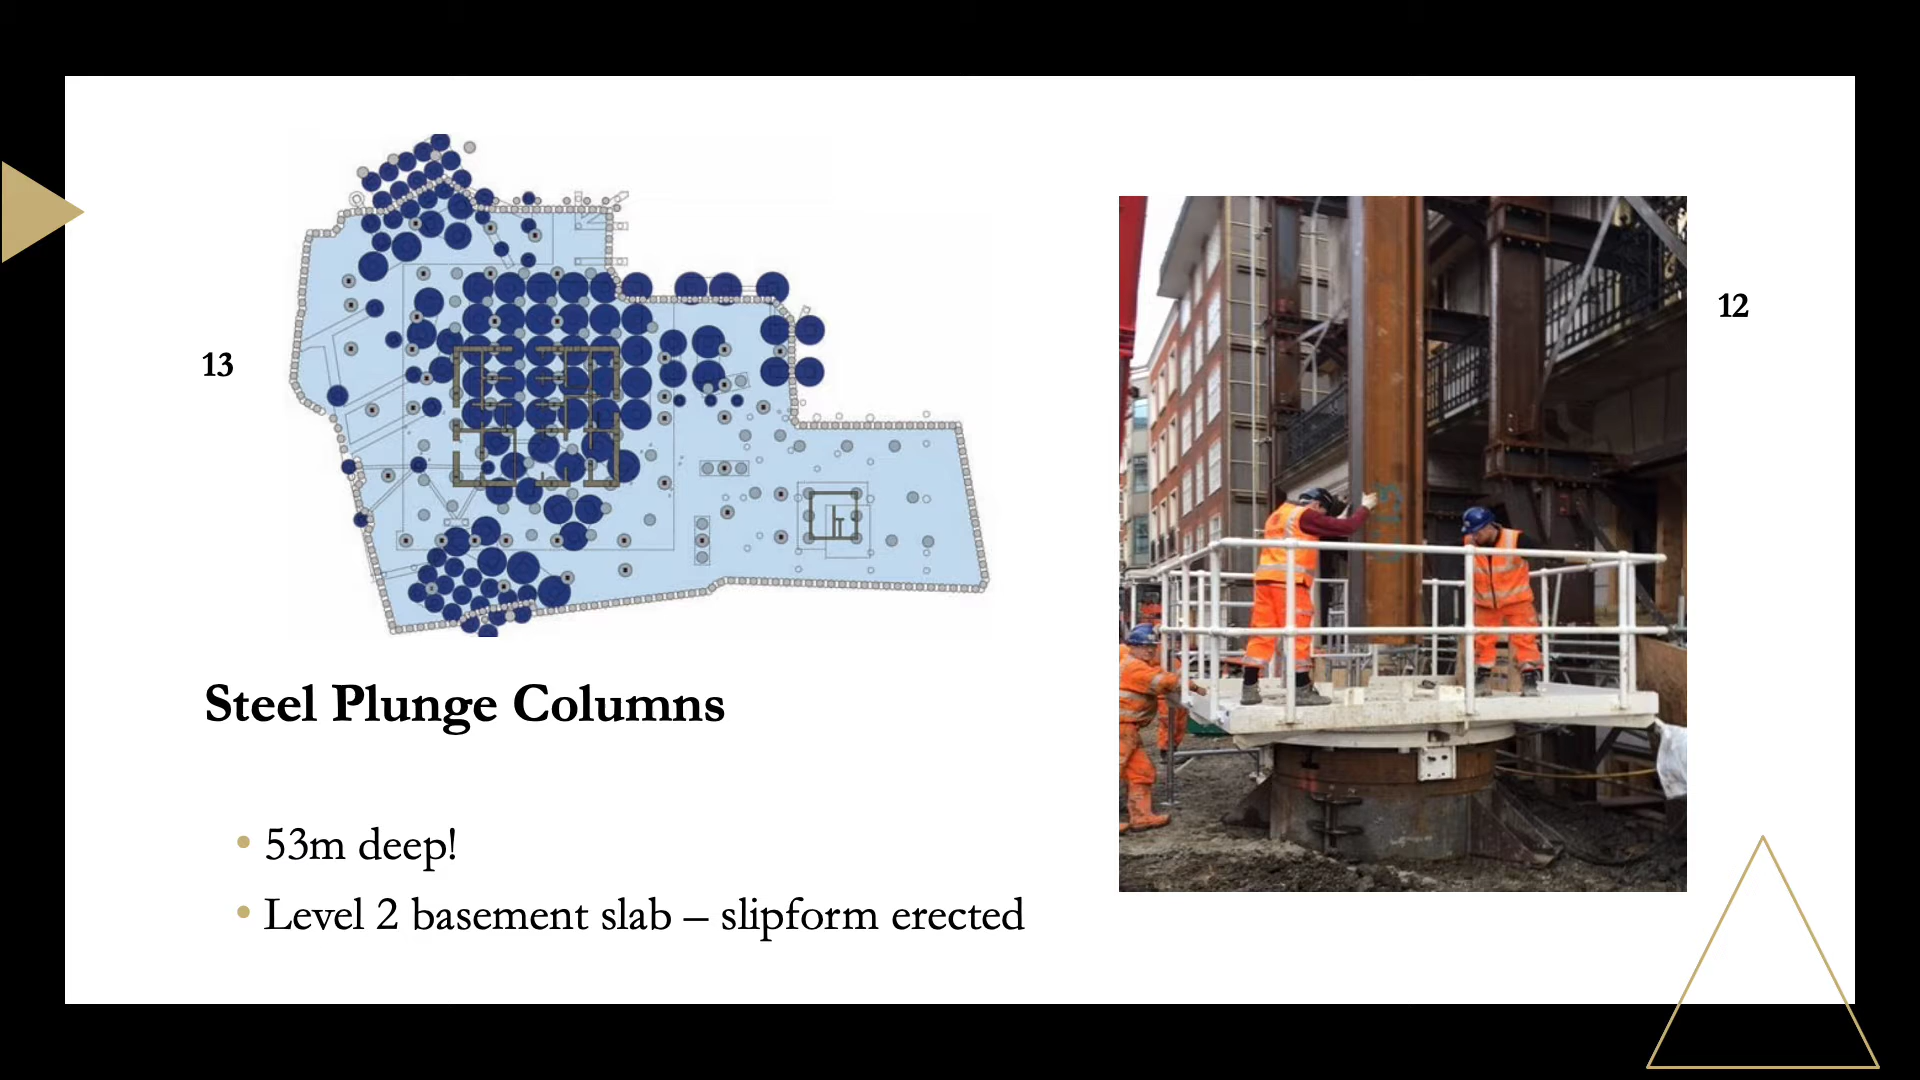 13
12
Steel Plunge Columns
• 53m deep!
• Level 2 basement slab – slipform erected